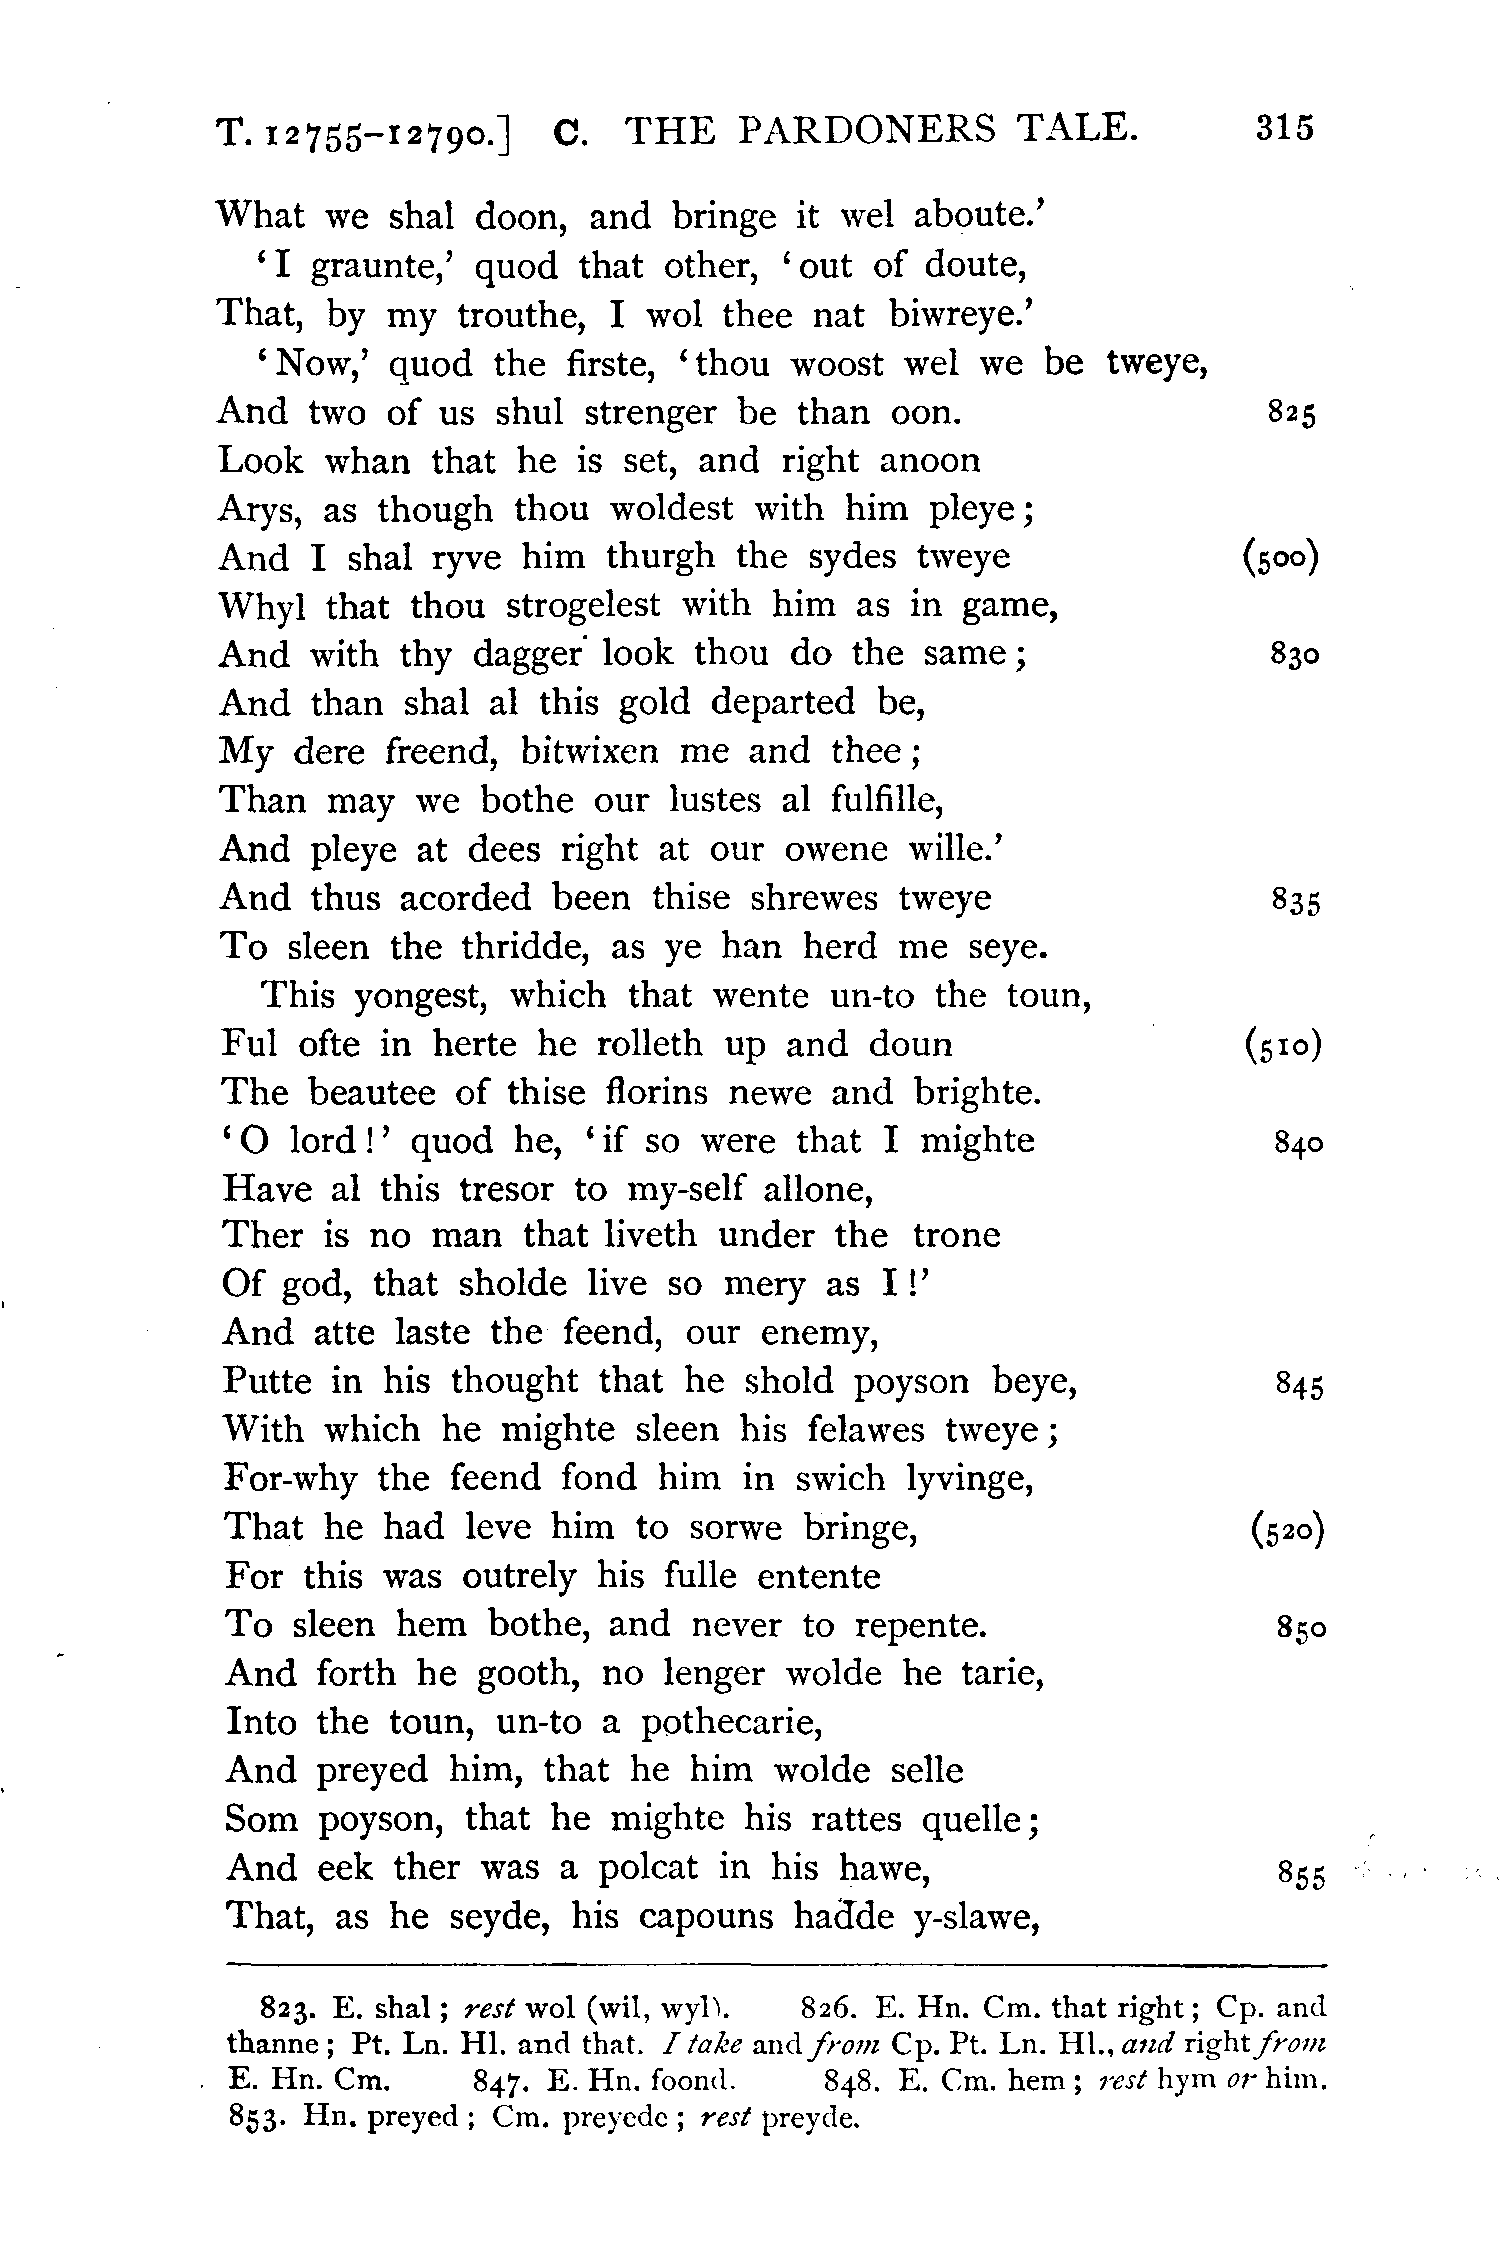 T. 12755–12790.] C. THE PARDONERS TALE. 315
What we shal doon, and bringe it wel aboute.’
‘I graunte,’ quod that other, ‘out of doute,
That, by my trouthe, I wol thee nat biwreye.’
‘Now,’ quod the firste, ‘thou woost wel we be tweye,
And two of us shul strenger be than oon. 825
Look whan that he is set, and right anoon
Arys, as though thou woldest with him pleye;
And I shal ryve him thurgh the sydes tweye (500)
Whyl that thou strogelest with him as in game,
And with thy dagger look thou do the same; 830
And than shal al this gold departed be,
My dere freend, bitwixen me and thee;
Than may we bothe our lustes al fulfille,
And pleye at dees right at our owene wille.’
And thus acorded been thise shrewes tweye 835
To sleen the thridde, as ye han herd me seye.
This yongest, which that wente un-to the toun,
Ful ofte in herte he rolleth up and doun (510)
The beautee of thise florins newe and brighte.
‘O lord!’ quod he, ‘if so were that I mighte 840
Have al this tresor to my-self allone,
Ther is no man that liveth under the trone
Of god, that sholde live so mery as I!’
And atte laste the feend, our enemy,
Putte in his thought that he shold poyson beye, 845
With which he mighte sleen his felawes tweye;
For-why the feend fond him in swich lyvinge,
That he had leve him to sorwe bringe, (520)
For this was outrely his fulle entente
To sleen hem bothe, and never to repente. 850
And forth he gooth, no lenger wolde he tarie,
Into the toun, un-to a pothecarie,
And preyed him, that he him wolde selle
Som poyson, that he mighte his rattes quelle;
And eek ther was a polcat in his hawe, 855
That, as he seyde, his capouns hadde y-slawe,
823. E. shal; rest wol (wil, wyl). 826. E. Hn. Cm. that right; Cp. and
thanne; Pt. Ln. Hl. and that. I take and from Cp. Pt. Ln. Hl., and right from
E. Hn. Cm. 847. E. Hn. foond. 848. E. Cm. hem; rest hym or him.
853. Hn. preyed; Cm. preyede; rest preyde.